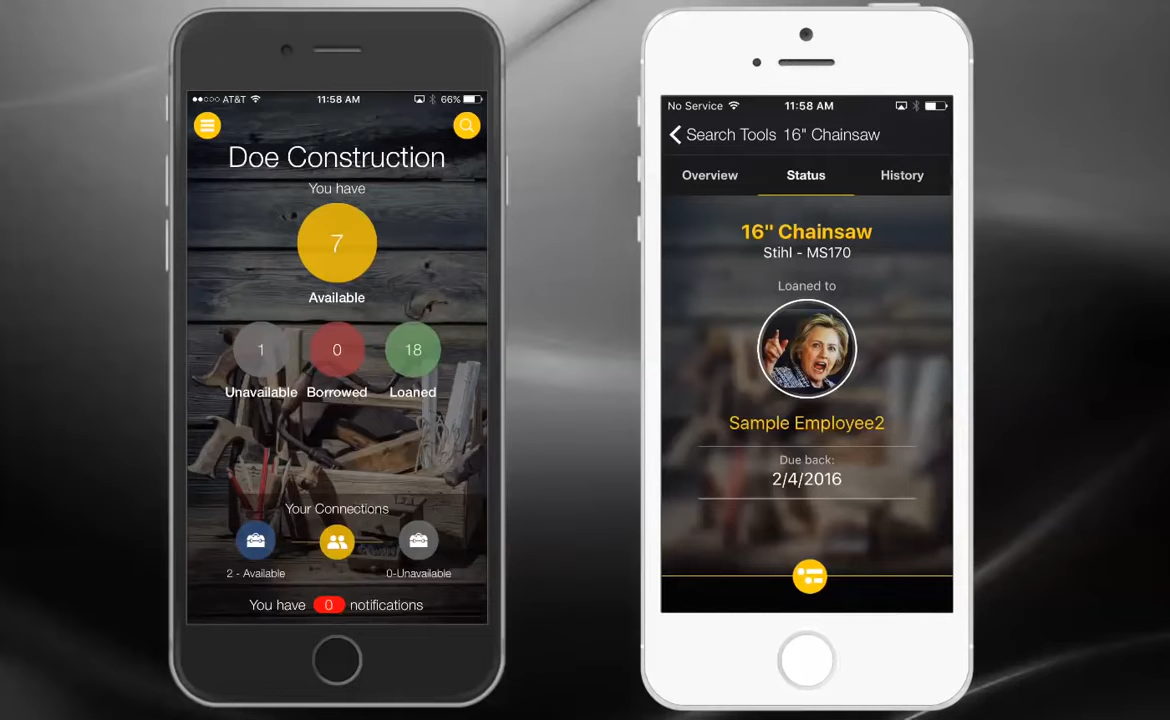 AT&T 11:58 AM 66%
Doe Construction
You have
7
Available
1 0 18
Unavailable Borrowed Loaned
Your Connections
2 - Available 0-Unavailable
You have 0 notifications
No Service 11:58 AM
Search Tools 16" Chainsaw
Overview Status History
16" Chainsaw
Stihl - MS170
Loaned to
Sample Employee2
Due back:
2/4/2016